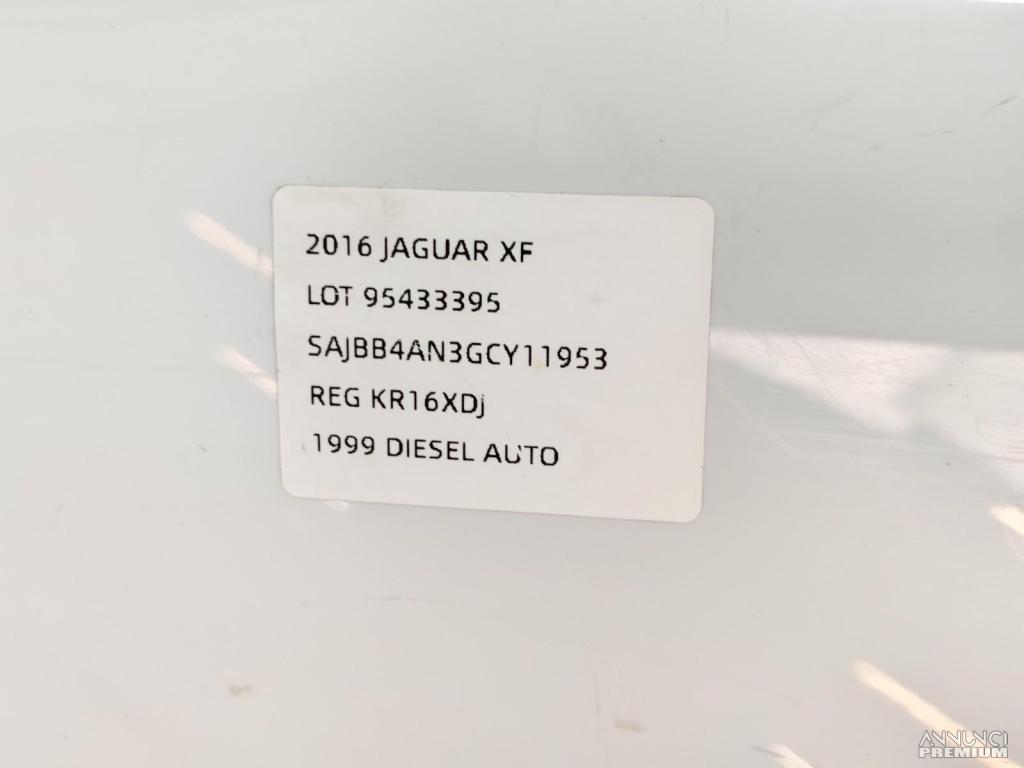 2016 JAGUAR XF
LOT 95433395
SAJBB4AN3GCY11953
REG KR16XDJ
1999 DIESEL AUTO
ANNUNCI
PREMIUM